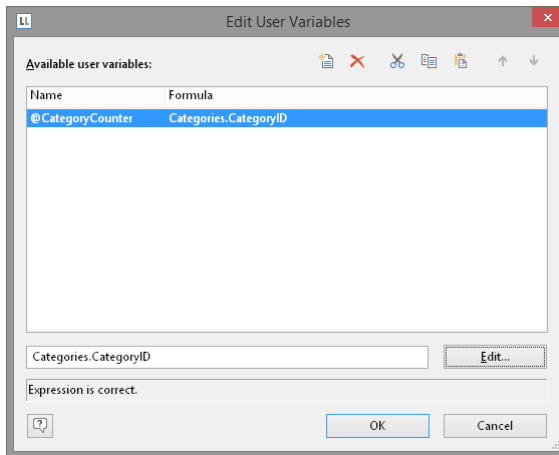 LL Edit User Variables
Available user variables:
Name Formula
@CategoryCounter Categories.CategoryID
Categories.CategoryID Edit...
Expression is correct.
OK Cancel